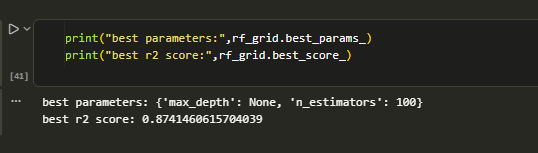 print("best parameters:",rf_grid.best_params_)
print("best r2 score:",rf_grid.best_score_)
[41]
best parameters: {'max_depth': None, 'n_estimators': 100}
best r2 score: 0.8741460615704039